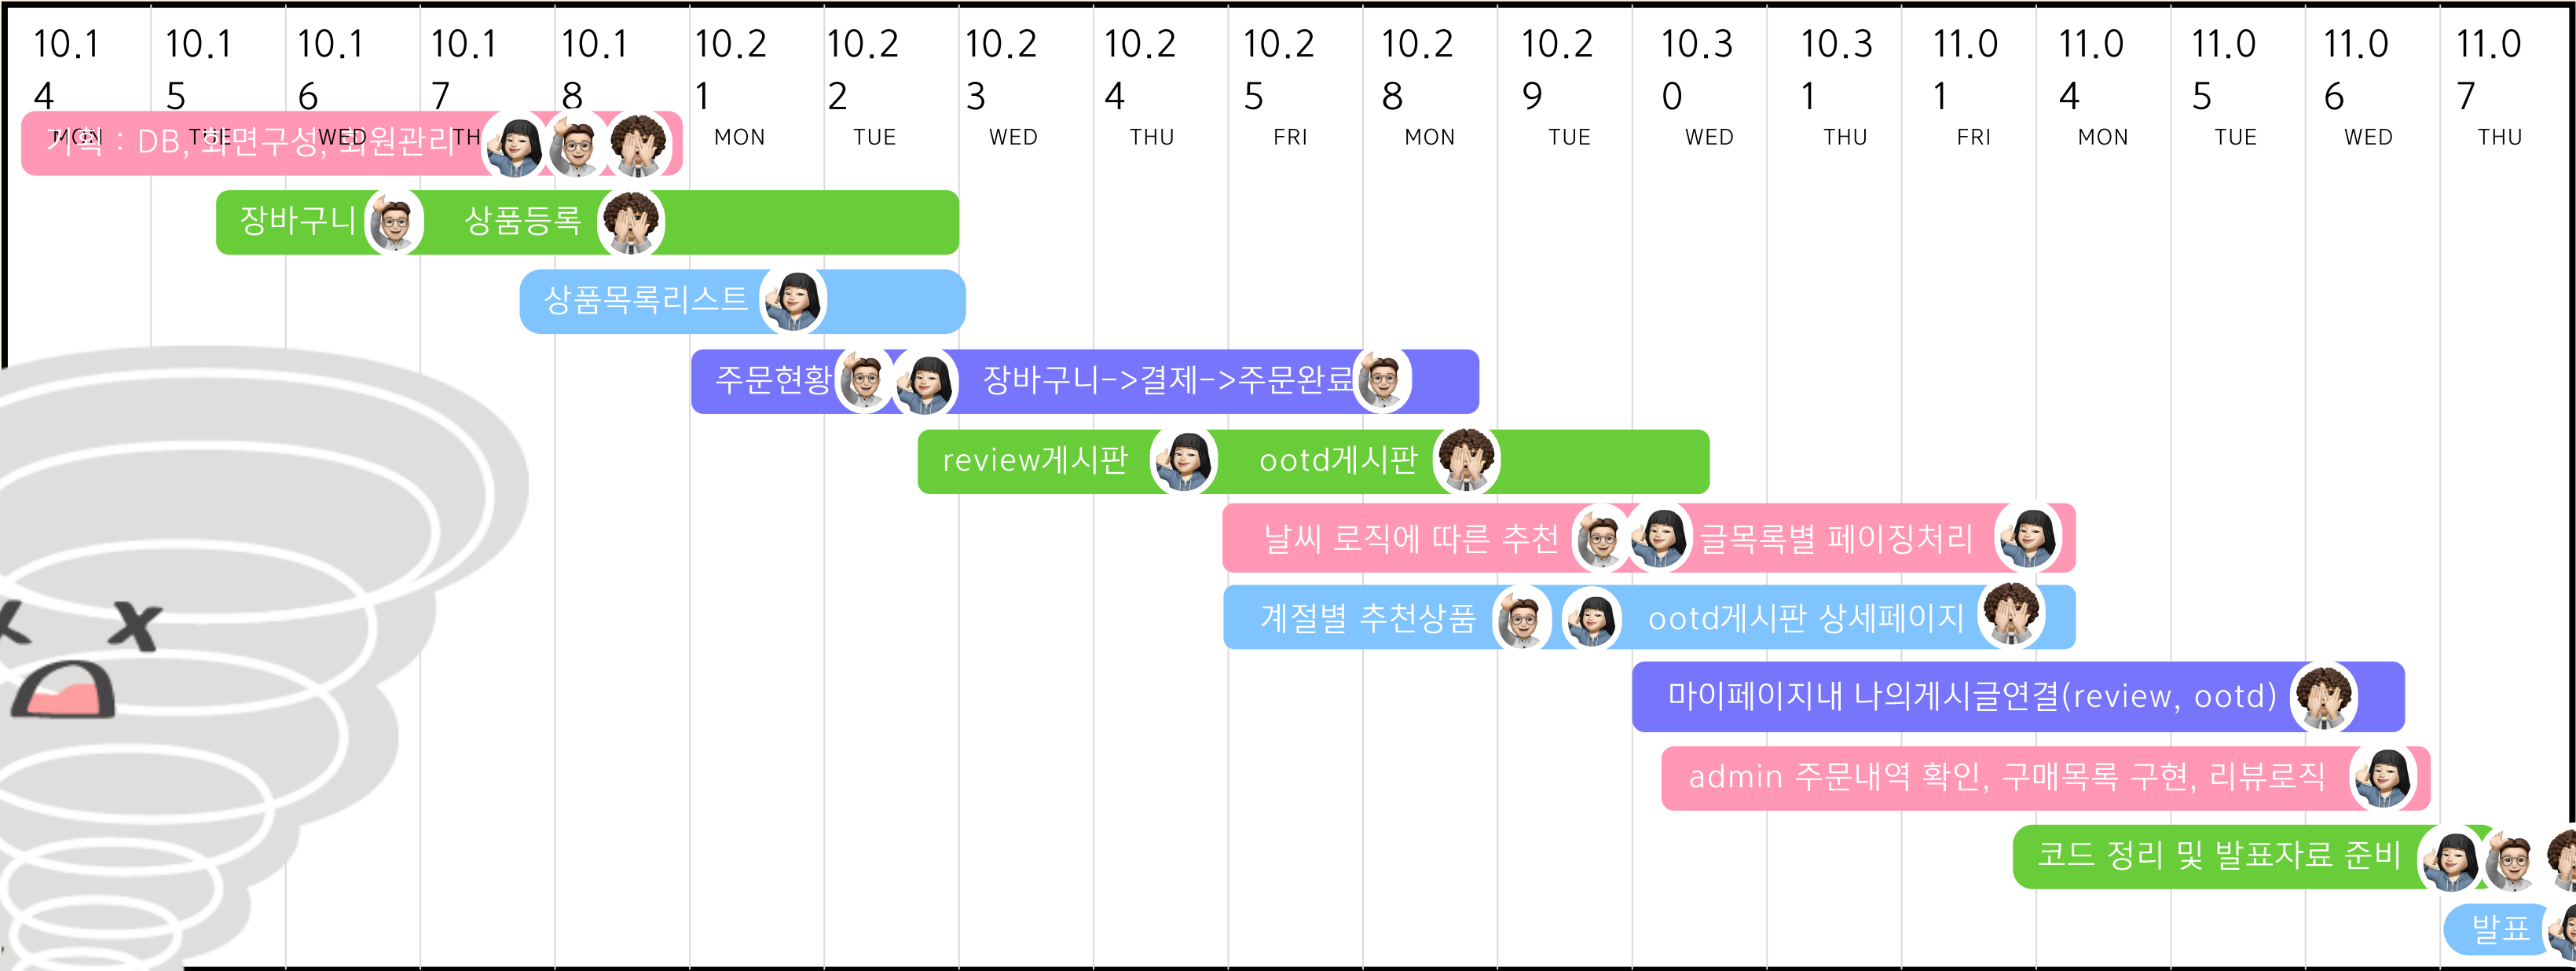 10.1 10.1 10.1 10.1 10.1 10.2 10.2 10.2 10.2 10.2 10.2 10.2 10.3 10.3 11.0 11.0 11.0 11.0 11.0
4 5 6 7 8 1 2 3 4 5 8 9 0 1 1 4 5 6 7
MON TUE WED TH MON TUE WED THU FRI MON TUE WED THU FRI MON TUE WED THU
기획 : DB, 화면구성, 회원관리
장바구니 상품등록
상품목록리스트
주문현황 장바구니->결제->주문완료
review게시판 ootd게시판
날씨 로직에 따른 추천 글목록별 페이징처리
계절별 추천상품 ootd게시판 상세페이지
마이페이지내 나의게시글연결(review, ootd)
admin 주문내역 확인, 구매목록 구현, 리뷰로직
코드 정리 및 발표자료 준비
발표